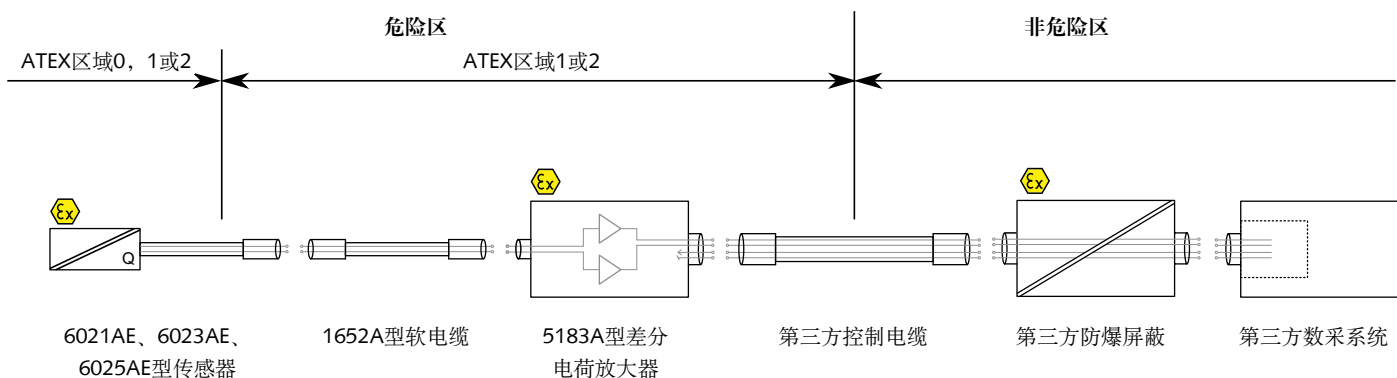 危险区
非危险区
ATEX区域0，1或2
ATEX区域1或2
Ex
Ex
Ex
Q
6021AE、6023AE、
6025AE型传感器
1652A型软电缆
5183A型差分
电荷放大器
第三方控制电缆
第三方防爆屏蔽
第三方数采系统